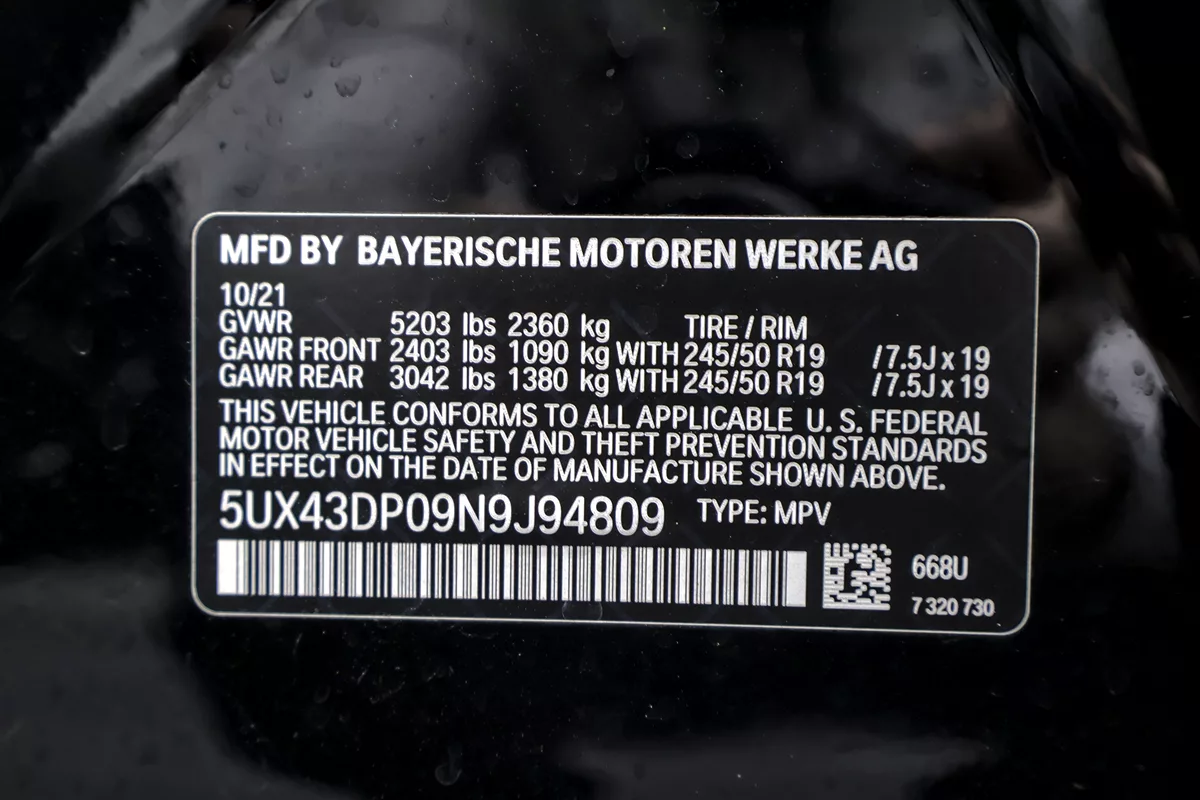 MFD BY BAYERISCHE MOTOREN WERKE AG
10/21
GVWR 5203 lbs 2360 kg TIRE / RIM
GAWR FRONT 2403 lbs 1090 kg WITH 245/50 R19 /7.5J x 19
GAWR REAR 3042 lbs 1380 kg WITH 245/50 R19 /7.5J x 19
THIS VEHICLE CONFORMS TO ALL APPLICABLE U. S. FEDERAL
MOTOR VEHICLE SAFETY AND THEFT PREVENTION STANDARDS
IN EFFECT ON THE DATE OF MANUFACTURE SHOWN ABOVE.
5UX43DP09N9J94809 TYPE: MPV
668U
7 320 730